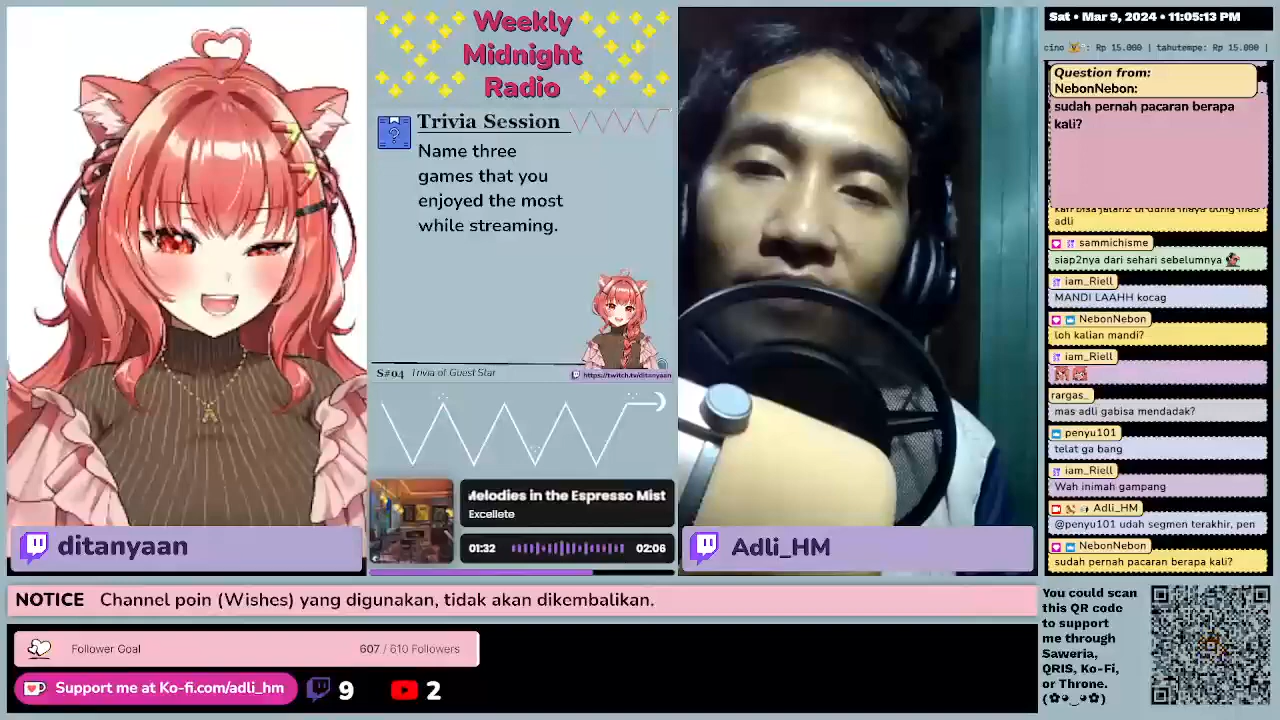 Weekly
Midnight
Radio
Trivia Session
Name three
games that you
enjoyed the most
while streaming.
S#04 Trivia of Guest Star
https://twitch.tv/ditanyaan
Melodies in the Espresso Mist
Excellete
01:32
02:06
ditanyaan
Adli_HM
Sat • Mar 9, 2024 • 11:05:13 PM
cino : Rp 15.000 | tahutempe: Rp 15.000 |
Question from:
NebonNebon:
sudah pernah pacaran berapa
kali?
adli
sammichisme
siap2nya dari sehari sebelumnya
iam_Riell
MANDI LAAHH kocag
NebonNebon
loh kalian mandi?
iam_Riell
rargas_
mas adli gabisa mendadak?
penyu101
telat ga bang
iam_Riell
Wah inimah gampang
Adli_HM
@penyu101 udah segmen terakhir, pen
NebonNebon
sudah pernah pacaran berapa kali?
NOTICE Channel poin (Wishes) yang digunakan, tidak akan dikembalikan.
Follower Goal
607 / 610 Followers
Support me at Ko-fi.com/adli_hm
9
2
You could scan
this QR code
to support
me through
Saweria,
QRIS, Ko-Fi,
or Throne.
(✿◕‿◕✿)